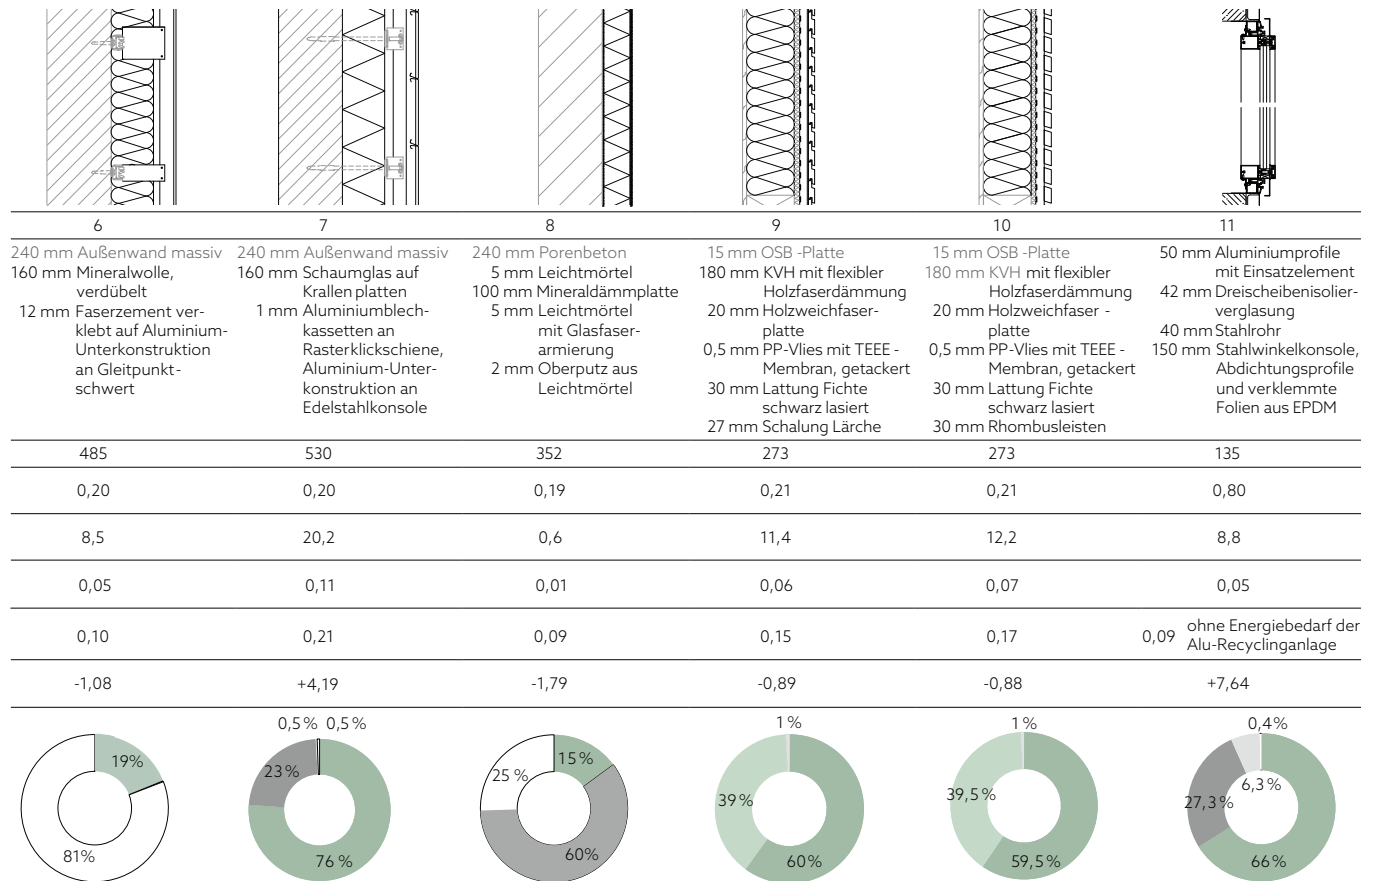 6 7 8 9 10 11
240 mm Außenwand massiv
160 mm Mineralwolle,
verdübelt
12 mm Faserzement ver-
klebt auf Aluminium-
Unterkonstruktion
an Gleitpunkt-
schwert
240 mm Außenwand massiv
160 mm Schaumglas auf
Krallen platten
1 mm Aluminiumblech-
kassetten an
Rasterklickschiene,
Aluminium-Unter-
konstruktion an
Edelstahlkonsole
240 mm Porenbeton
5 mm Leichtmörtel
100 mm Mineraldämmplatte
5 mm Leichtmörtel
mit Glasfaser-
armierung
2 mm Oberputz aus
Leichtmörtel
15 mm OSB -Platte
180 mm KVH mit flexibler
Holzfaserdämmung
20 mm Holzweichfaser-
platte
0,5 mm PP-Vlies mit TEEE -
Membran, getackert
30 mm Lattung Fichte
schwarz lasiert
27 mm Schalung Lärche
15 mm OSB -Platte
180 mm KVH mit flexibler
Holzfaserdämmung
20 mm Holzweichfaser -
platte
0,5 mm PP-Vlies mit TEEE -
Membran, getackert
30 mm Lattung Fichte
schwarz lasiert
30 mm Rhombusleisten
50 mm Aluminiumprofile
mit Einsatzelement
42 mm Dreischeibenisolier-
verglasung
40 mm Stahlrohr
150 mm Stahlwinkelkonsole,
Abdichtungsprofile
und verklemmte
Folien aus EPDM
485 530 352 273 273 135
0,20 0,20 0,19 0,21 0,21 0,80
8,5 20,2 0,6 11,4 12,2 8,8
0,05 0,11 0,01 0,06 0,07 0,05
0,10 0,21 0,09 0,15 0,17 0,09 ohne Energiebedarf der
Alu-Recyclinganlage
-1,08 +4,19 -1,79 -0,89 -0,88 +7,64
19%
81%
0,5 % 0,5 %
23 %
76 %
15 %
25 %
60%
1 %
39 %
60 %
1 %
39,5 %
59,5 %
0,4 %
6,3 %
27,3 %
66 %